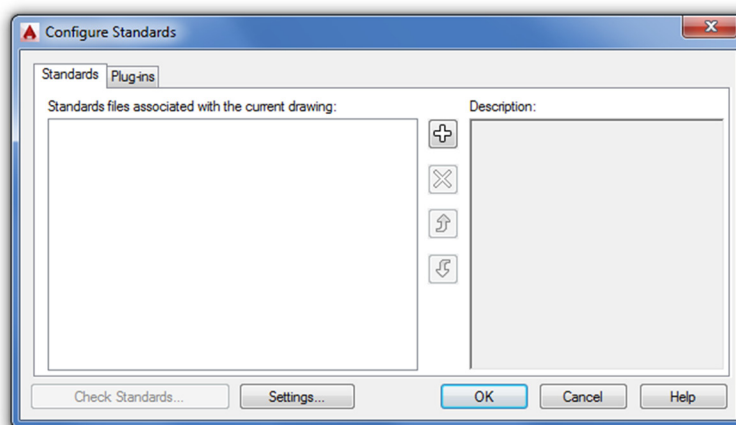 Configure Standards
Standards Plug-ins
Standards files associated with the current drawing: Description:
Check Standards... Settings... OK Cancel Help